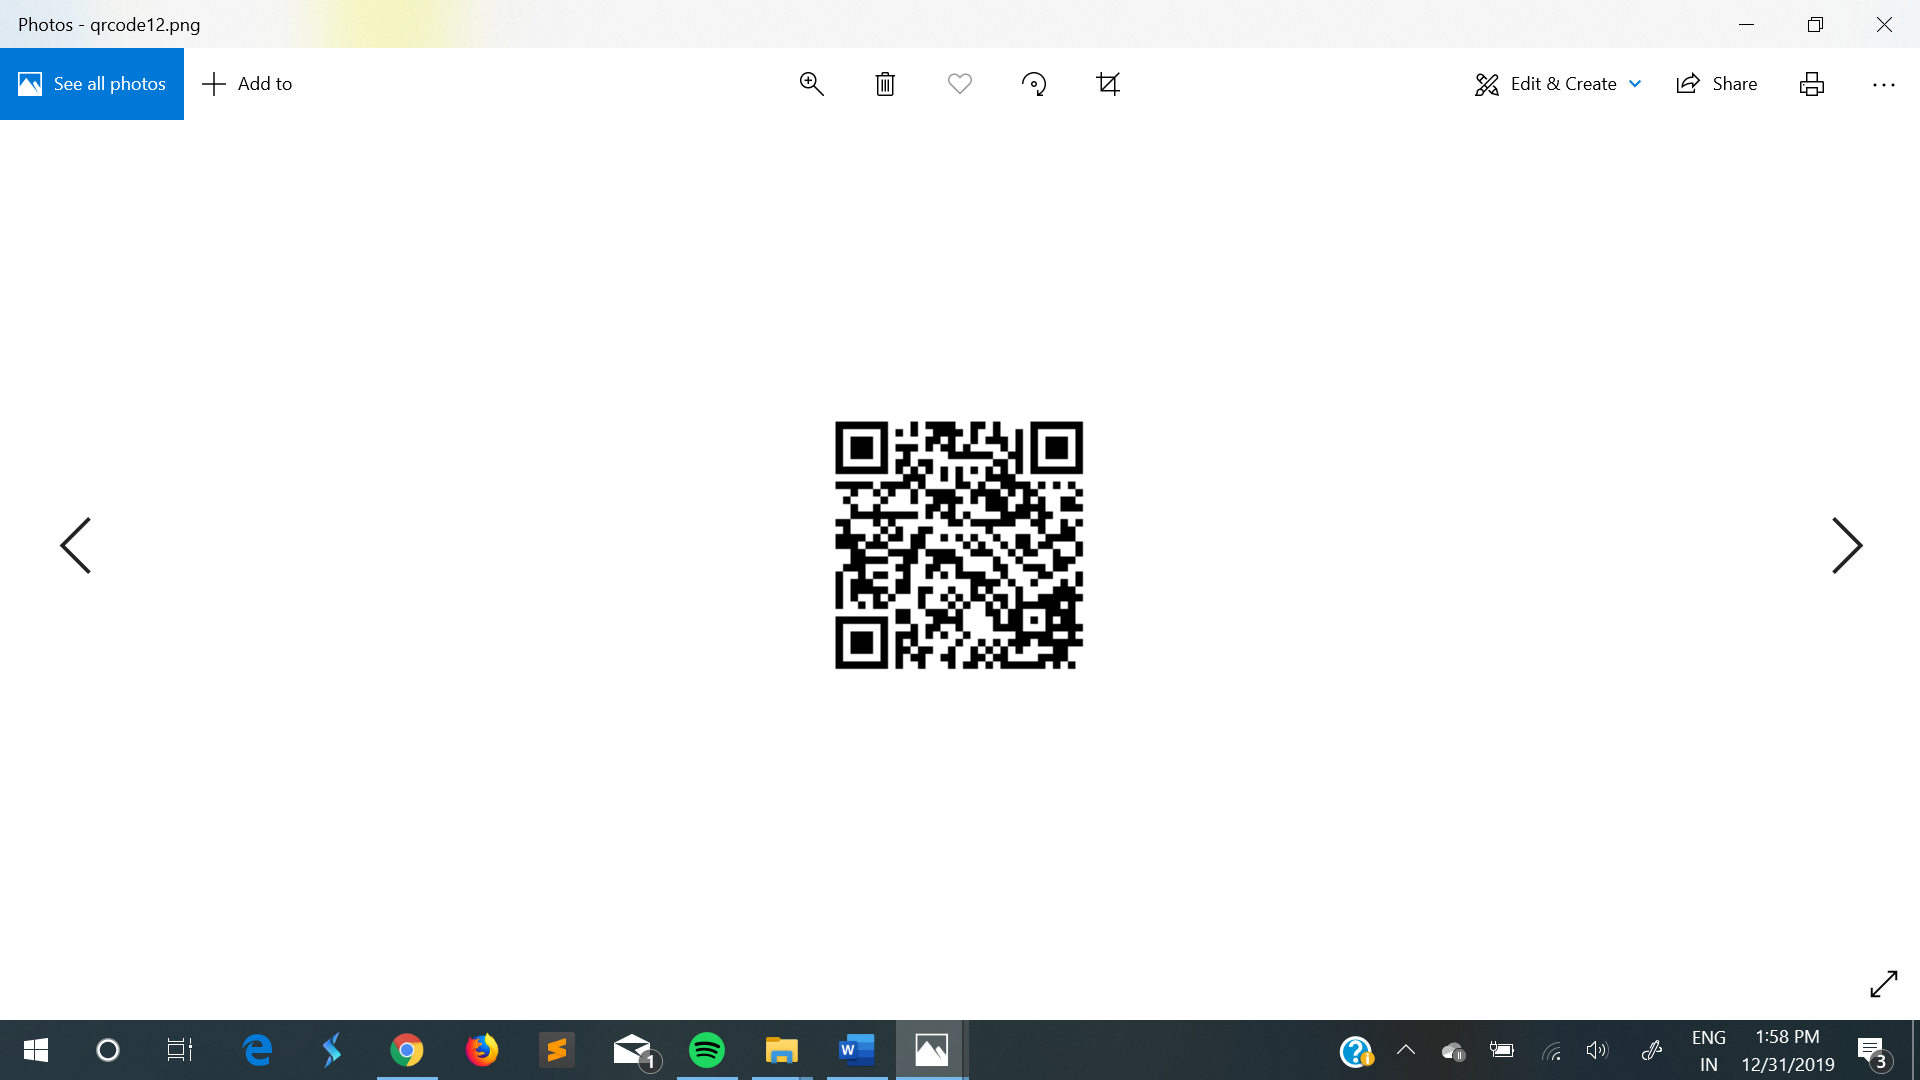 Photos - qrcode12.png
See all photos
Add to
Edit & Create
Share
1
W
ENG
IN
1:58 PM
12/31/2019
3